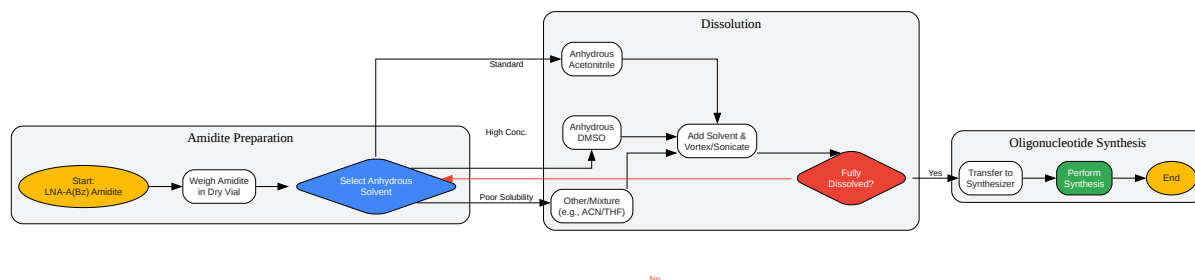 Amidite Preparation
Start:
LNA-A(Bz) Amidite
Weigh Amidite
in Dry Vial
Select Anhydrous
Solvent
Standard
High Conc.
Poor Solubility
Dissolution
Anhydrous
Acetonitrile
Anhydrous
DMSO
Other/Mixture
(e.g., ACN/THF)
Add Solvent &
Vortex/Sonicate
Fully
Dissolved?
Yes
No
Oligonucleotide Synthesis
Transfer to
Synthesizer
Perform
Synthesis
End